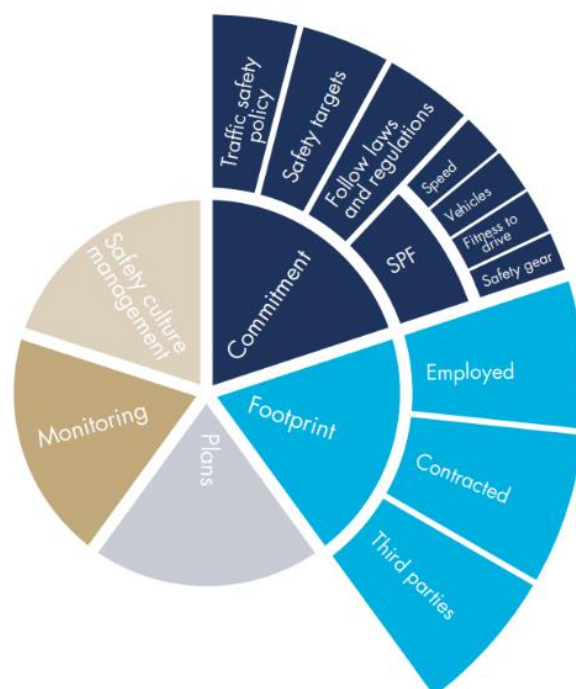 Traffic safety
policy
Safety targets
Follow laws
and regulations
Speed
Vehicles
Fitness to
drive
Safety gear
SPF
Commitment
Employed
Contracted
Third parties
Footprint
Plans
Monitoring
Safety culture
management